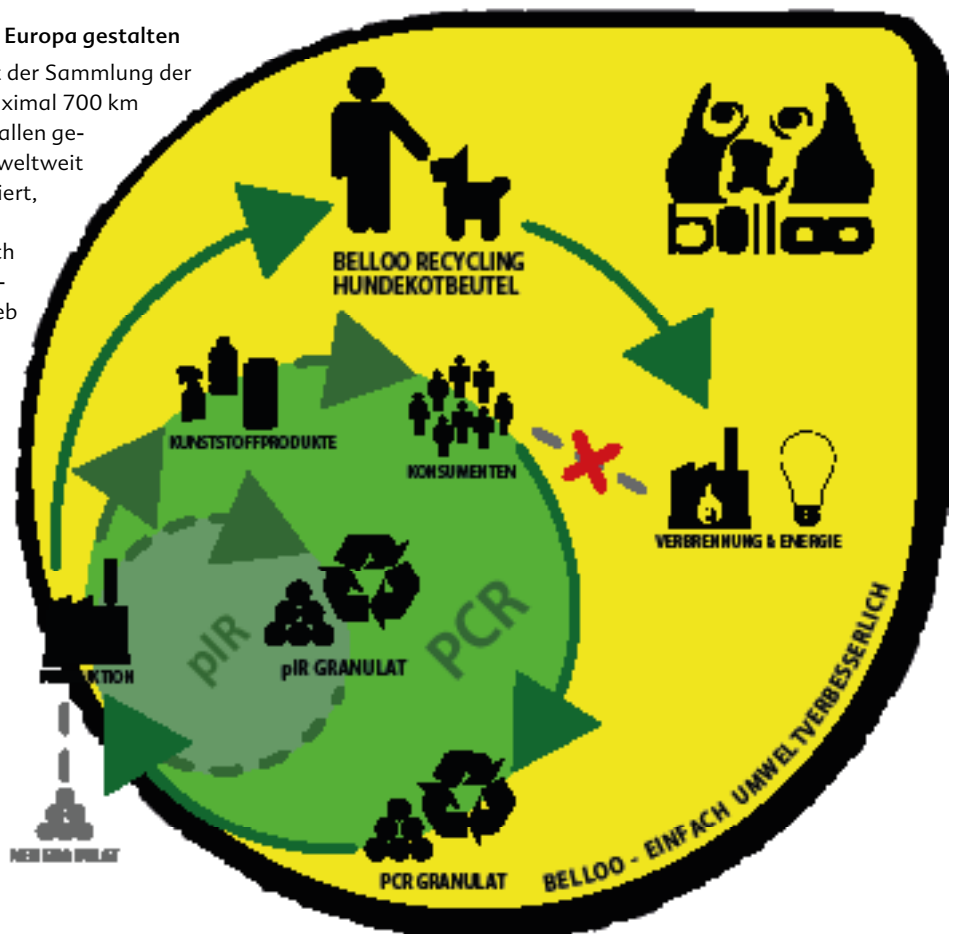 Europa gestalten
der Sammlung der
ximal 700 km
allen ge-
weltweit
iert,
ch
-
eb
belloo
BELLOO RECYCLING
HUNDEKOTBEUTEL
KUNSTSTOFFPRODUKTE
KONSUMENTEN
VERBRENNUNG & ENERGIE
pIR
pIR GRANULAT
PCR
PCR GRANULAT
BELLOO - EINFACH UMWELTVERBESSERLICH